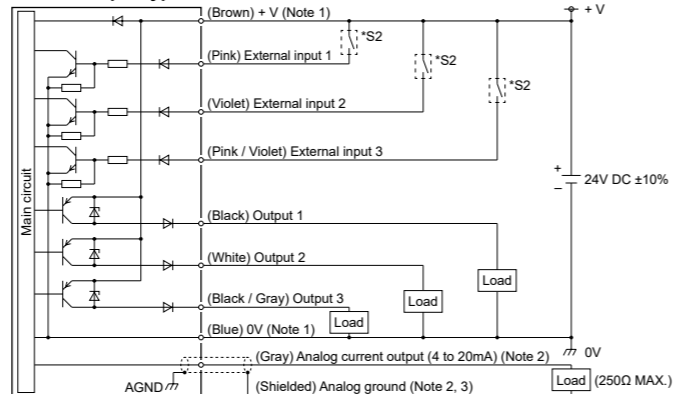 (Brown) + V (Note 1)
+ V
*S2
(Pink) External input 1
*S2
*S2
(Violet) External input 2
(Pink / Violet) External input 3
Main circuit
+
−
24V DC ±10%
(Black) Output 1
(White) Output 2
Load
Load
(Black / Gray) Output 3
Load
(Blue) 0V (Note 1)
0V
(Gray) Analog current output (4 to 20mA) (Note 2)
AGND
(Shielded) Analog ground (Note 2, 3)
Load
(250Ω MAX.)